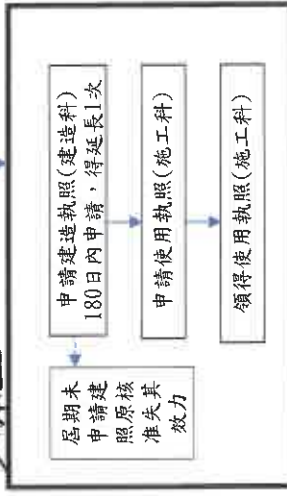 申請建造執照(建造科)
180日內申請，得延長1次
屆期未
申請建
照原核
准失其
效力
申請使用執照(施工科)
領得使用執照(施工科)